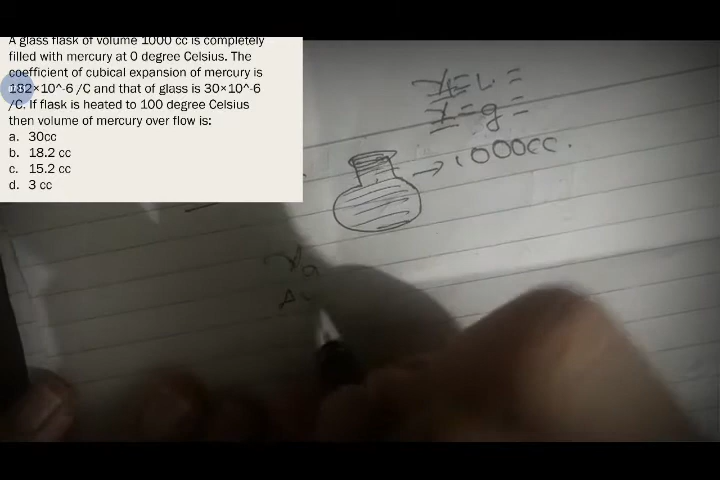 A glass flask of volume 1000 cc is completely
filled with mercury at 0 degree Celsius. The
coefficient of cubical expansion of mercury is
182×10^-6 /C and that of glass is 30×10^-6
/C. If flask is heated to 100 degree Celsius
then volume of mercury over flow is:
a. 30cc
b. 18.2 cc
c. 15.2 cc
d. 3 cc
γ = L =
γ = g =
→ 1000cc.